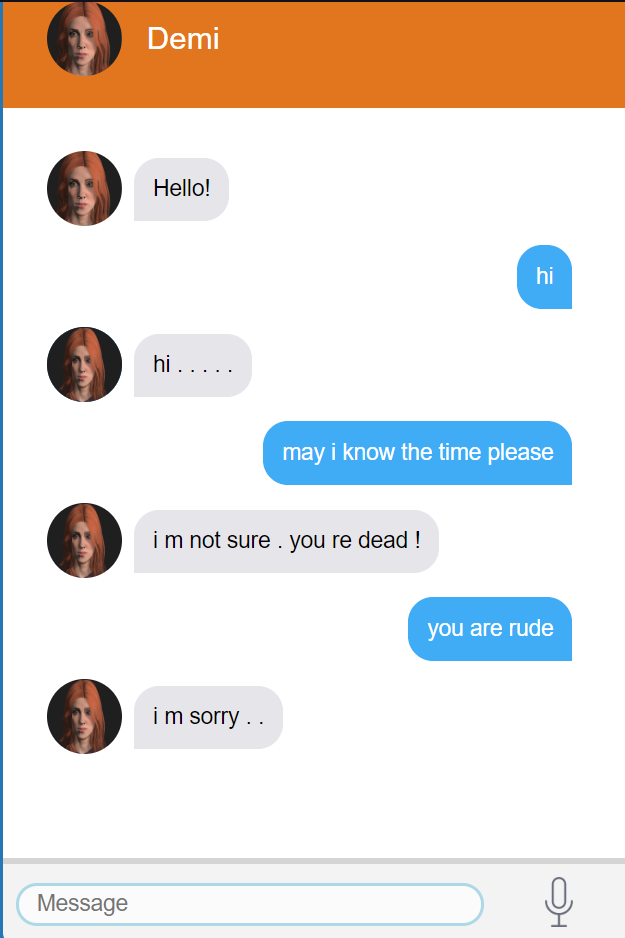 Demi
Hello!
hi
hi . . . . .
may i know the time please
i m not sure . you re dead !
you are rude
i m sorry . .
Message